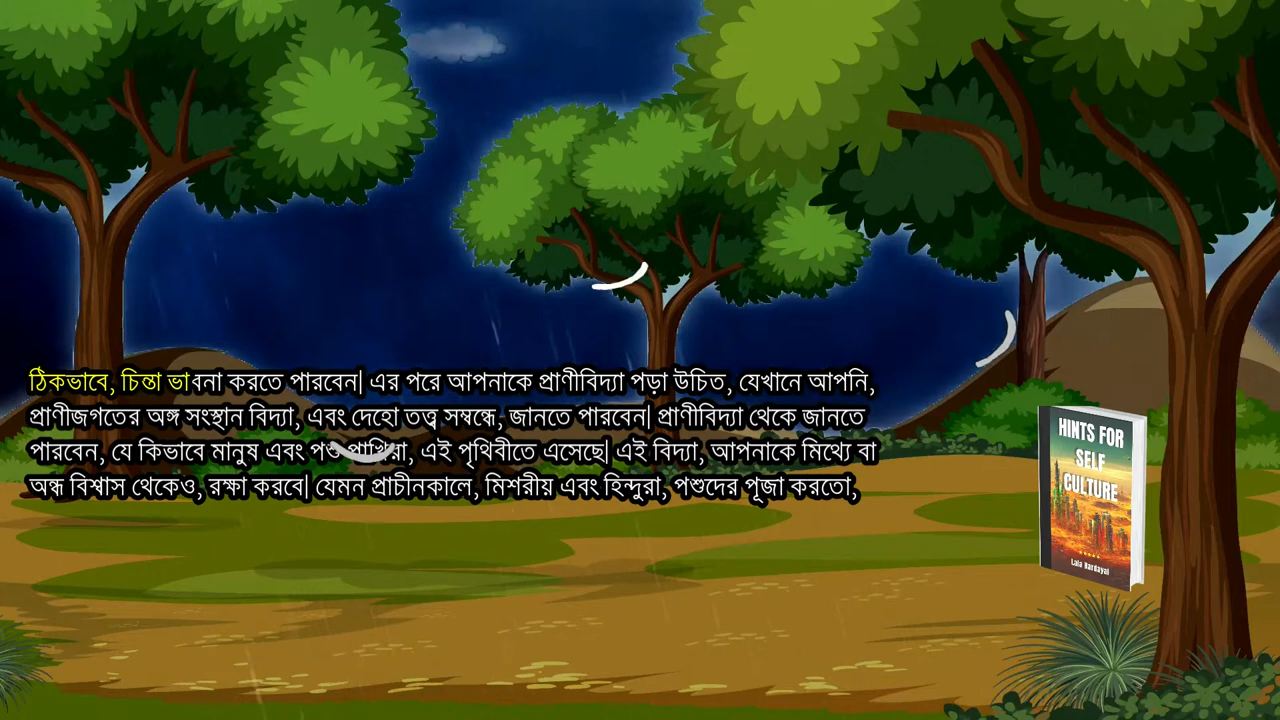 ঠিকভাবে, চিন্তা ভাবনা করতে পারবেন| এর পরে আপনাকে প্রাণীবিদ্যা পড়া উচিত, যেখানে আপনি,
প্রাণীজগতের অঙ্গ সংস্থান বিদ্যা, এবং দেহো তত্ত্ব সম্বন্ধে, জানতে পারবেন| প্রাণীবিদ্যা থেকে জানতে
পারবেন, যে কিভাবে মানুষ এবং পশু পাখিরা, এই পৃথিবীতে এসেছে| এই বিদ্যা, আপনাকে মিথ্যে বা
অন্ধ বিশ্বাস থেকেও, রক্ষা করবে| যেমন প্রাচীনকালে, মিশরীয় এবং হিন্দুরা, পশুদের পূজা করতো,
HINTS FOR
SELF
CULTURE
Lala Hardayal